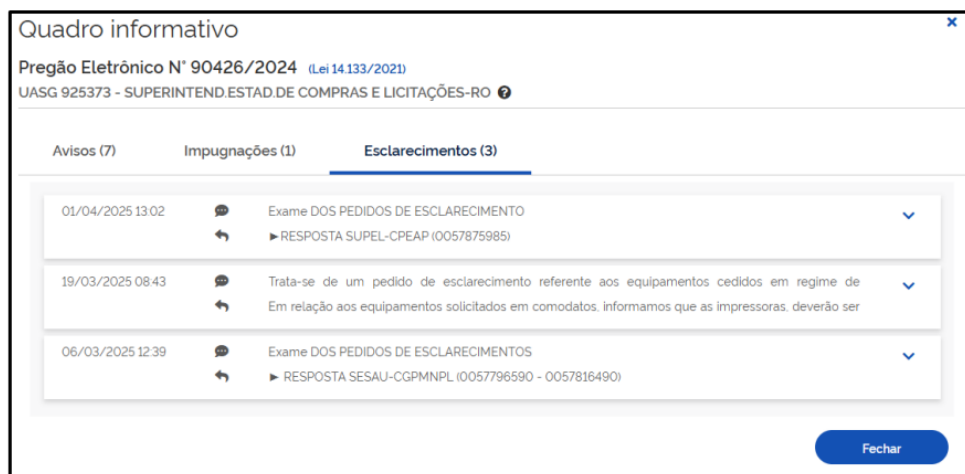 Quadro informativo
Pregão Eletrônico N° 90426/2024 (Lei 14.133/2021)
UASG 925373 - SUPERINTEND.ESTAD.DE COMPRAS E LICITAÇÕES-RO
Avisos (7) Impugnações (1) Esclarecimentos (3)
01/04/2025 13:02 Exame DOS PEDIDOS DE ESCLARECIMENTO
►RESPOSTA SUPEL-CPEAP (0057875985)
19/03/2025 08:43 Trata-se de um pedido de esclarecimento referente aos equipamentos cedidos em regime de
Em relação aos equipamentos solicitados em comodatos, informamos que as impressoras, deverão ser
06/03/2025 12:39 Exame DOS PEDIDOS DE ESCLARECIMENTOS
► RESPOSTA SESAU-CGPMNPL (0057796590 - 0057816490)
Fechar